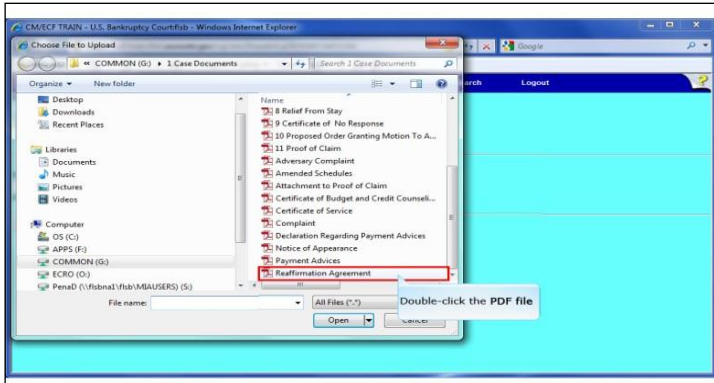 CM/ECF TRAIN - U.S. Bankruptcy Court:flsb - Windows Internet Explorer
Choose File to Upload
Google
« COMMON (G:) ▸ 1 Case Documents
Search 1 Case Documents
Organize
New folder
arch
Logout
?
Desktop
Downloads
Recent Places
Libraries
Documents
Music
Pictures
Videos
Computer
OS (C:)
APPS (F:)
COMMON (G:)
ECRO (O:)
PenaD (\\flsbna1\flsb\MIAUSERS) (S:)
Name
8 Relief From Stay
9 Certificate of No Response
10 Proposed Order Granting Motion To A...
11 Proof of Claim
Adversary Complaint
Amended Schedules
Attachment to Proof of Claim
Certificate of Budget and Credit Counseli...
Certificate of Service
Complaint
Declaration Regarding Payment Advices
Notice of Appearance
Payment Advices
Reaffirmation Agreement
File name:
All Files (*.*)
Double-click the PDF file
Open
Cancel